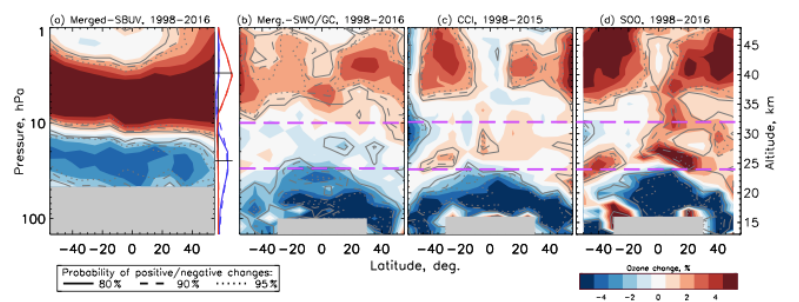 (a) Merged-SBUV, 1998-2016
(b) Merg.-SWO/GC, 1998-2016
(c) CCI, 1998-2015
(d) SOO, 1998-2016
1
10
100
Pressure, hPa
45
40
35
30
25
20
15
Altitude, km
-40 -20 0 20 40
-40 -20 0 20 40
-40 -20 0 20 40
-40 -20 0 20 40
Latitude, deg.
Probability of positive/negative changes:
80% 90% 95%
Ozone change, %
-4 -2 0 2 4